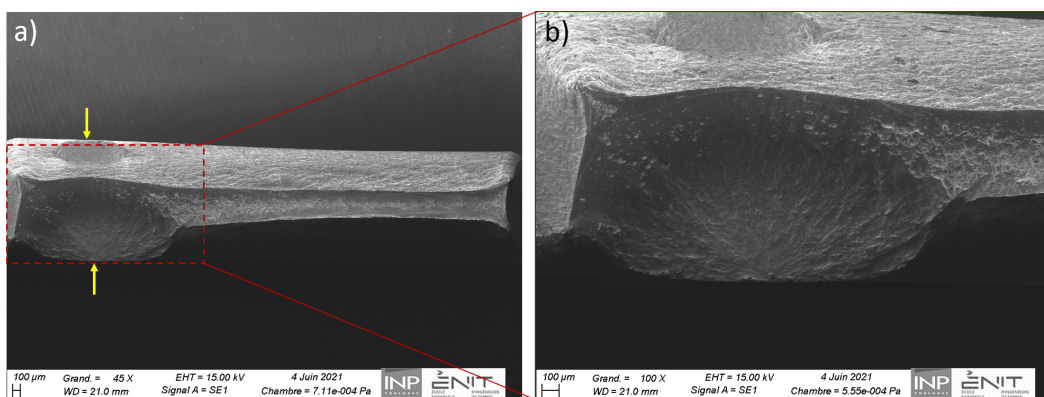 a)
100 µm
Grand. = 45 X
WD = 21.0 mm
EHT = 15.00 kV
Signal A = SE1
4 Juin 2021
Chambre = 7.11e-004 Pa
INP
ÉNIT
b)
100 µm
Grand. = 100 X
WD = 21.0 mm
EHT = 15.00 kV
Signal A = SE1
4 Juin 2021
Chambre = 5.55e-004 Pa
INP
ÉNIT